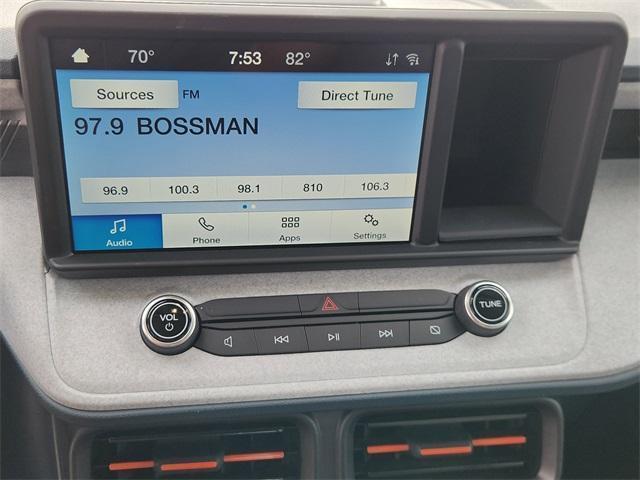 70° 7:53 82°
Sources FM Direct Tune
97.9 BOSSMAN
96.9 100.3 98.1 810 106.3
Audio Phone Apps Settings
VOL TUNE